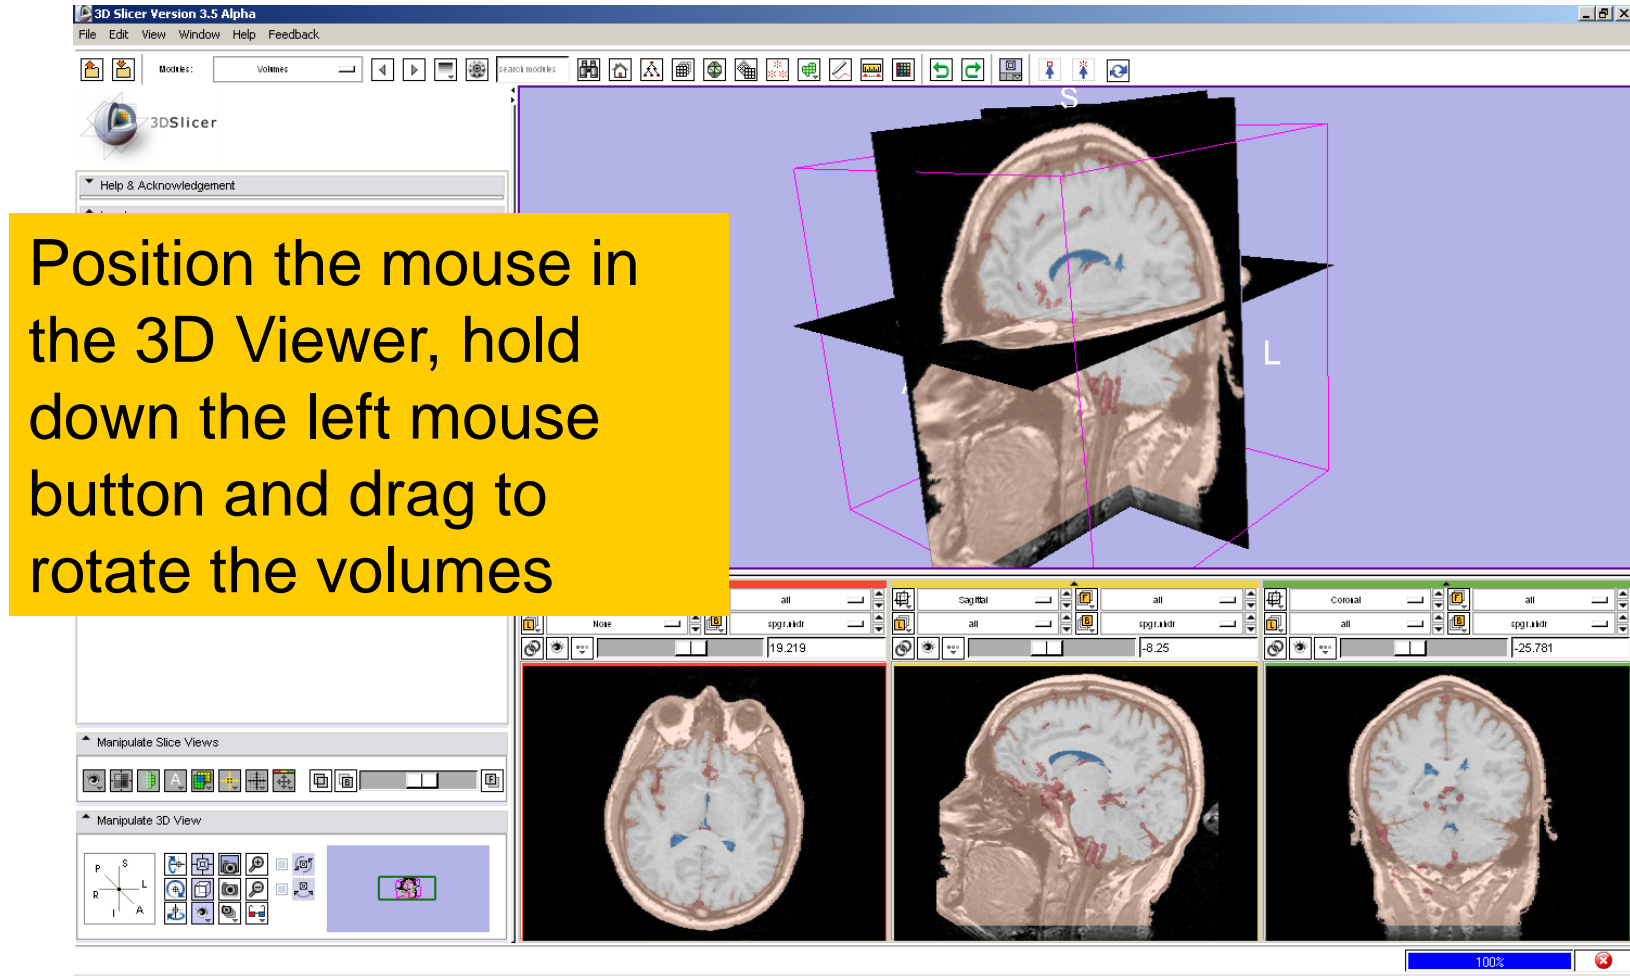 3D Slicer Version 3.5 Alpha
File Edit View Window Help Feedback
Modules: Volumes search modules
3DSlicer
Help & Acknowledgement
Position the mouse in
the 3D Viewer, hold
down the left mouse
button and drag to
rotate the volumes
S
L
all
None spgr.nhdr
19.219
Sagittal all
all spgr.nhdr
-8.25
Coronal all
all spgr.nhdr
-25.781
Manipulate Slice Views
Manipulate 3D View
P S
R L
I A
100%